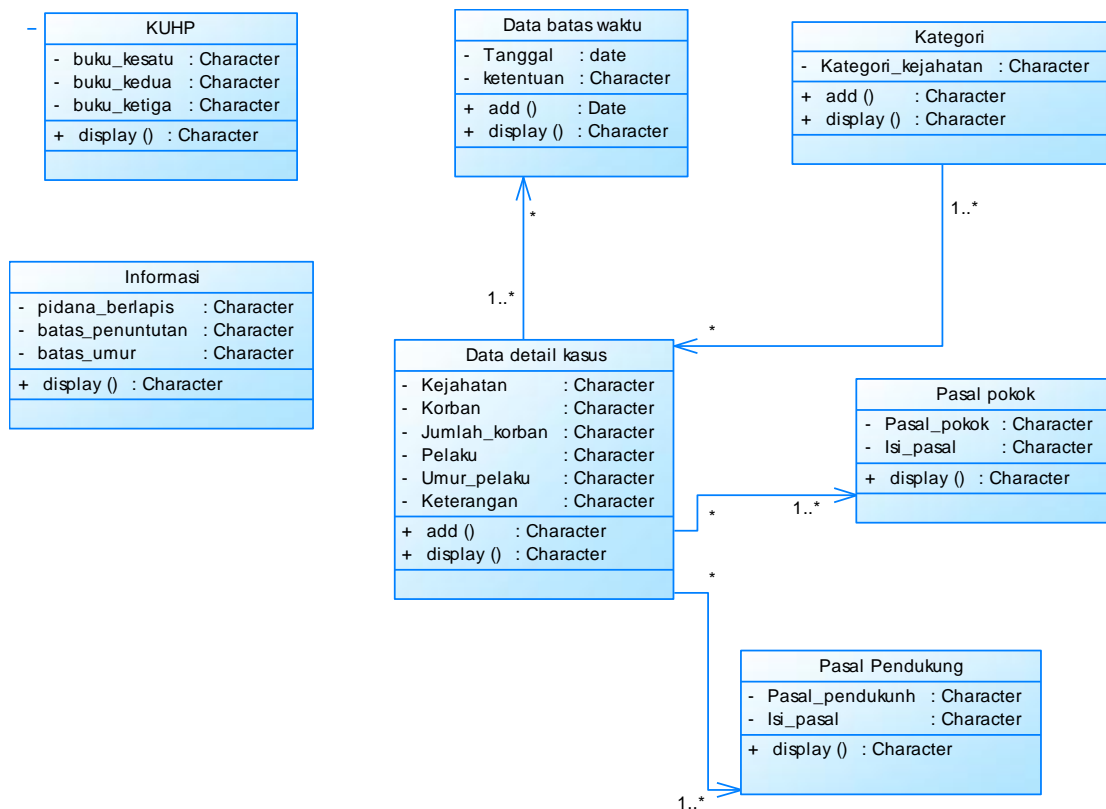 KUHP
- buku_kesatu : Character
- buku_kedua : Character
- buku_ketiga : Character
+ display () : Character
Data batas waktu
- Tanggal : date
- ketentuan : Character
+ add () : Date
+ display () : Character
Kategori
- Kategori_kejahatan : Character
+ add () : Character
+ display () : Character
*
1..*
1..*
*
Informasi
- pidana_berlapis : Character
- batas_penuntutan : Character
- batas_umur : Character
+ display () : Character
Data detail kasus
- Kejahatan : Character
- Korban : Character
- Jumlah_korban : Character
- Pelaku : Character
- Umur_pelaku : Character
- Keterangan : Character
+ add () : Character
+ display () : Character
Pasal pokok
- Pasal_pokok : Character
- Isi_pasal : Character
+ display () : Character
*
1..*
*
1..*
Pasal Pendukung
- Pasal_pendukunh : Character
- Isi_pasal : Character
+ display () : Character